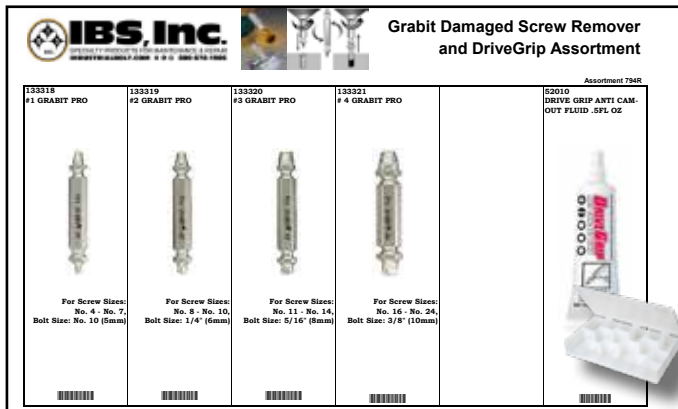 IBS, Inc.
SPECIALTY PRODUCTS FOR MAINTENANCE & REPAIR
Grabit Damaged Screw Remover
and DriveGrip Assortment
Assortment 794R
133318
#1 GRABIT PRO
For Screw Sizes:
No. 4 - No. 7,
Bolt Size: No. 10 (5mm)
133319
#2 GRABIT PRO
For Screw Sizes:
No. 8 - No. 10,
Bolt Size: 1/4" (6mm)
133320
#3 GRABIT PRO
For Screw Sizes:
No. 11 - No. 14,
Bolt Size: 5/16" (8mm)
133321
# 4 GRABIT PRO
For Screw Sizes:
No. 16 - No. 24,
Bolt Size: 3/8" (10mm)
52010
DRIVE GRIP ANTI CAM-
OUT FLUID .5FL OZ
DRIVEGRIP